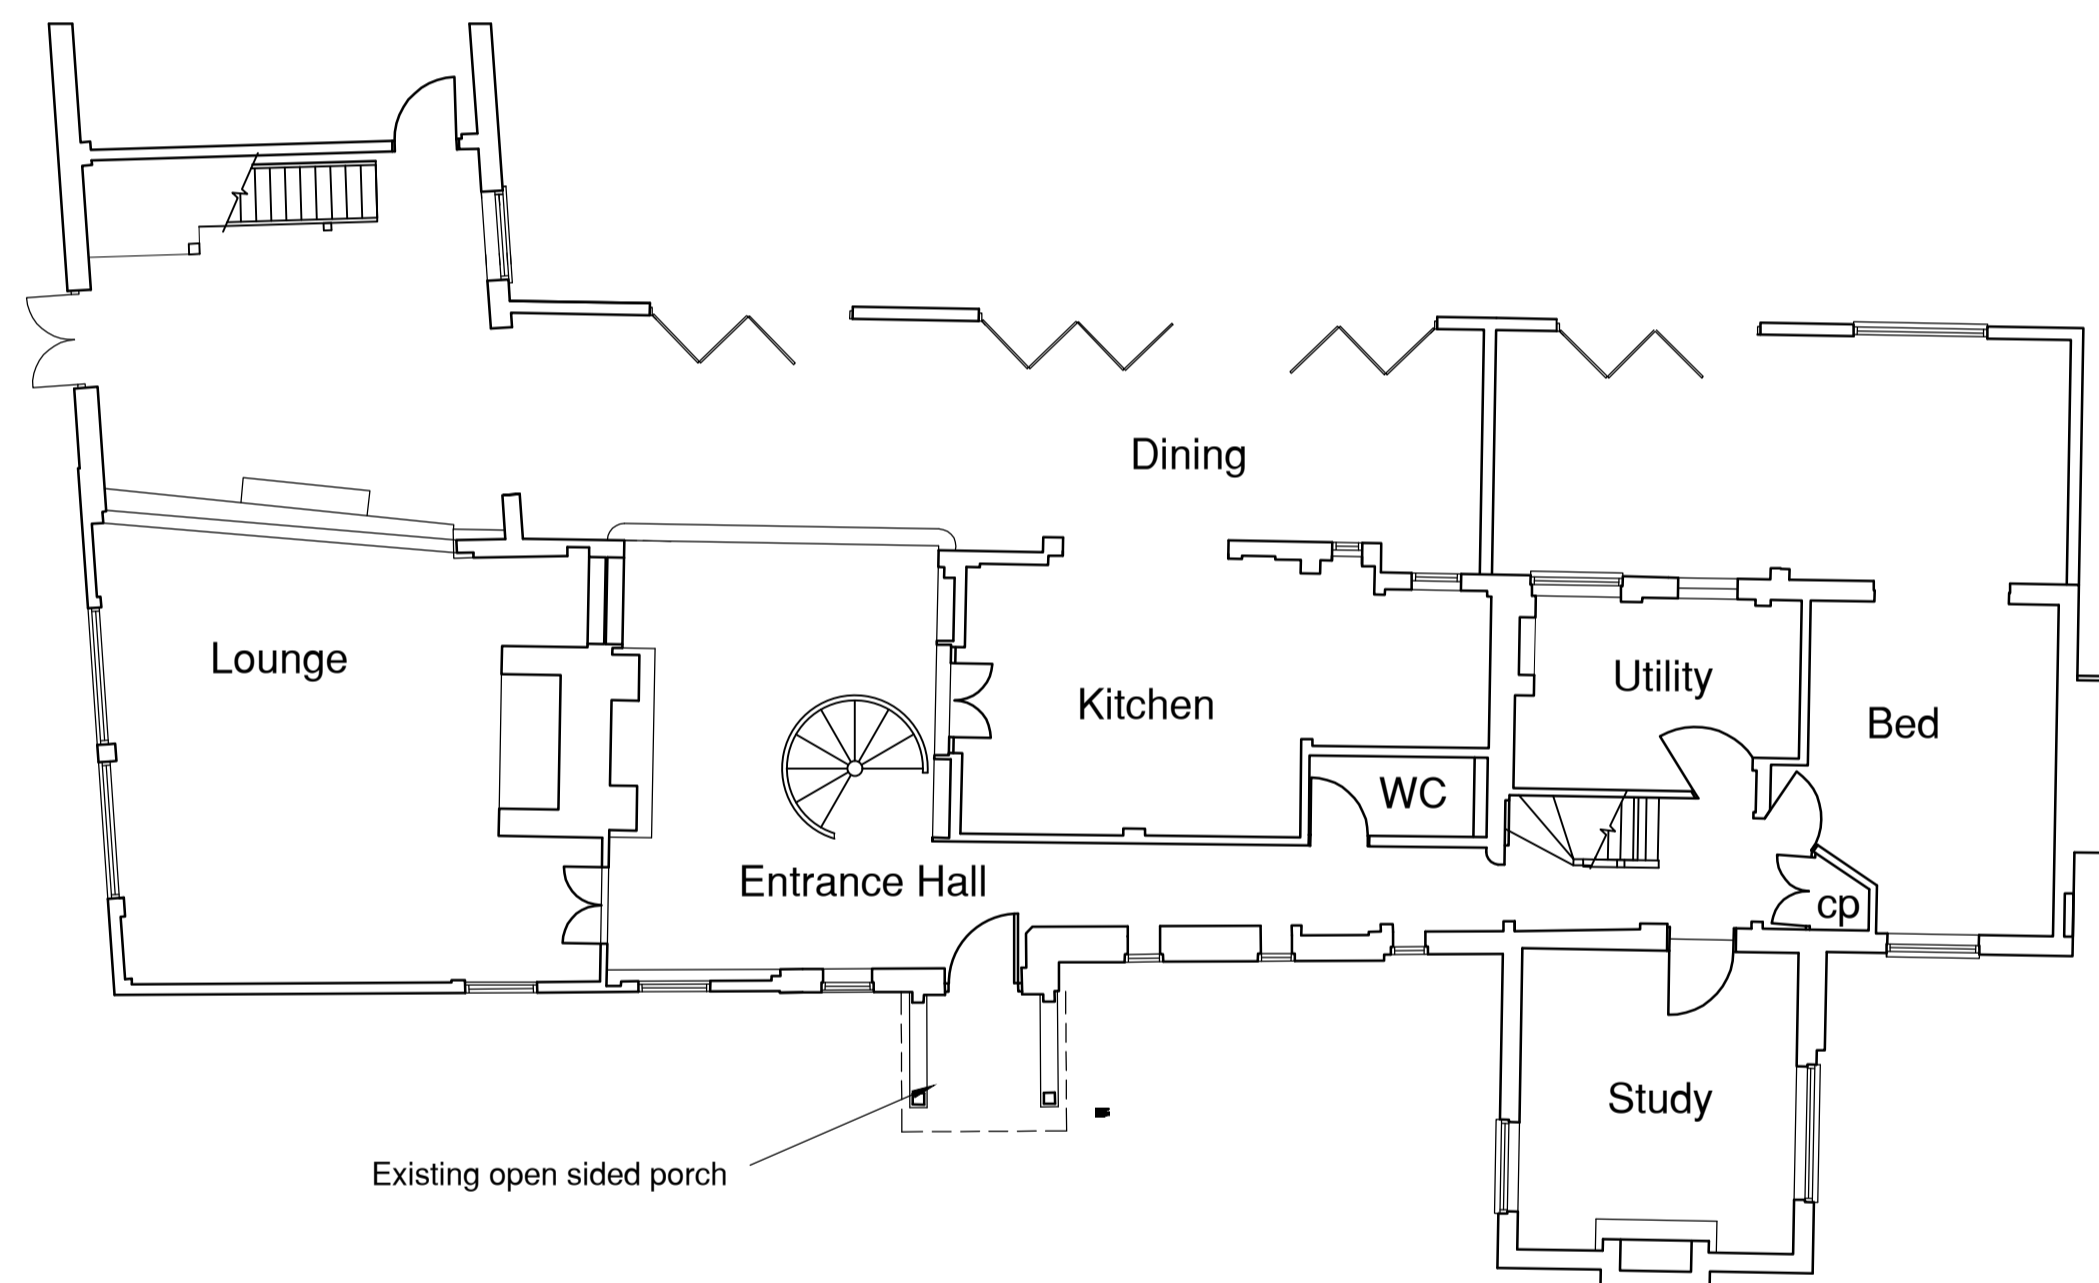 Dining
Lounge
Utility
Kitchen
Bed
WC
Entrance Hall
cp
Study
Existing open sided porch